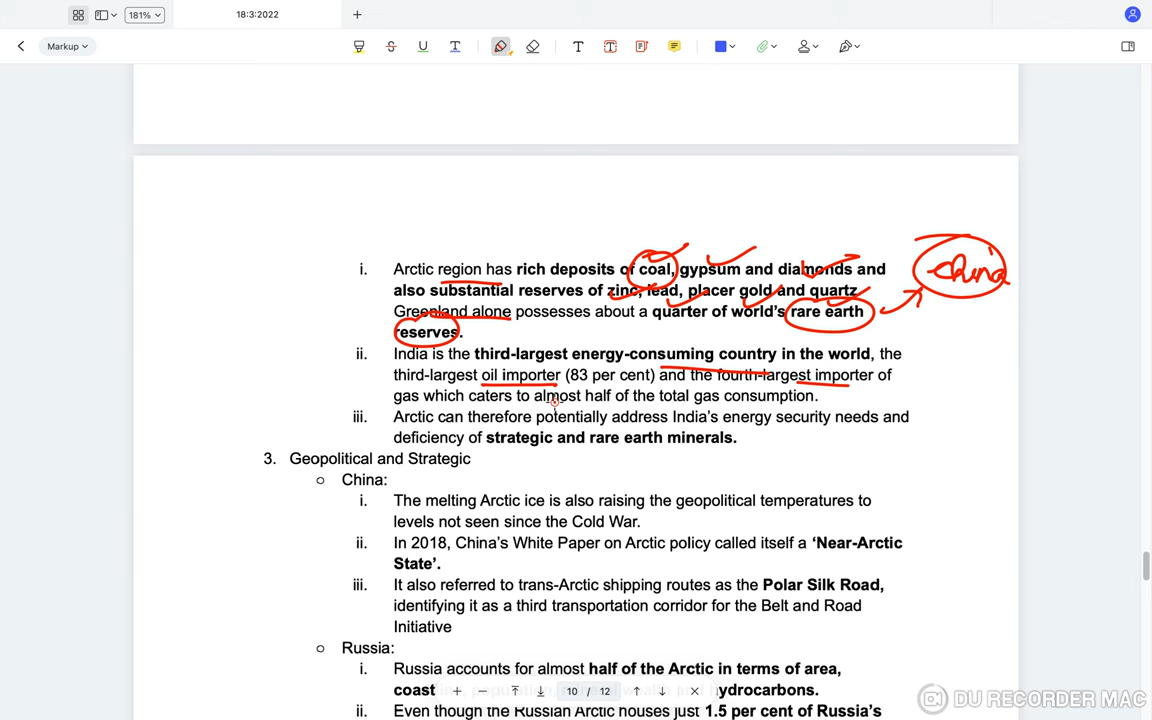 181%
18:3:2022
Markup
i. Arctic region has rich deposits of coal, gypsum and diamonds and
also substantial reserves of zinc, lead, placer gold and quartz
Greenland alone possesses about a quarter of world's rare earth
reserves.
China
ii. India is the third-largest energy-consuming country in the world, the
third-largest oil importer (83 per cent) and the fourth-largest importer of
gas which caters to almost half of the total gas consumption.
iii. Arctic can therefore potentially address India's energy security needs and
deficiency of strategic and rare earth minerals.
3. Geopolitical and Strategic
China:
i. The melting Arctic ice is also raising the geopolitical temperatures to
levels not seen since the Cold War.
ii. In 2018, China's White Paper on Arctic policy called itself a ‘Near-Arctic
State’.
iii. It also referred to trans-Arctic shipping routes as the Polar Silk Road,
identifying it as a third transportation corridor for the Belt and Road
Initiative
Russia:
i. Russia accounts for almost half of the Arctic in terms of area,
coast ydrocarbons.
10 / 12
ii. Even though the Russian Arctic houses just 1.5 per cent of Russia's
DU RECORDER MAC